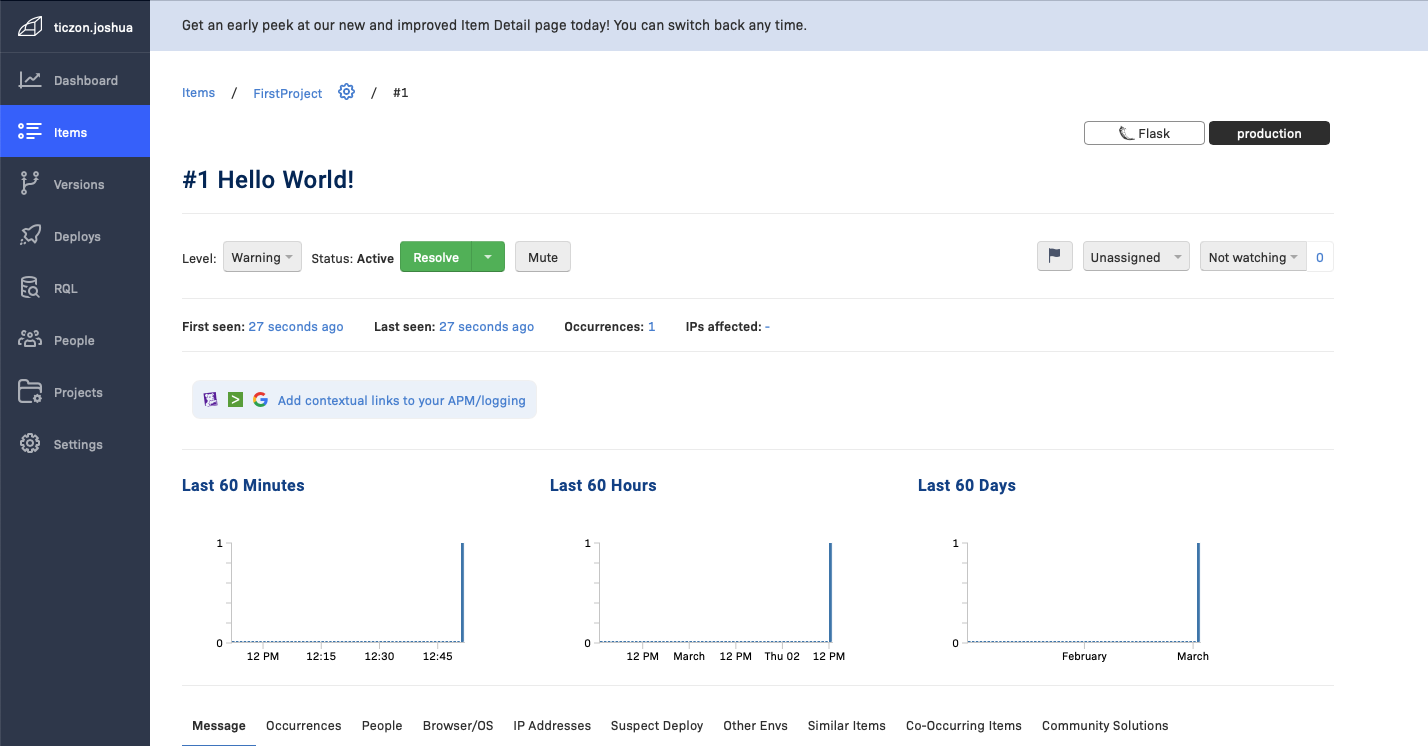 ticzon.joshua
Get an early peek at our new and improved Item Detail page today! You can switch back any time.
Dashboard
Items
Versions
Deploys
RQL
People
Projects
Settings
Items / FirstProject / #1
Flask production
#1 Hello World!
Level: Warning Status: Active Resolve Mute Unassigned Not watching 0
First seen: 27 seconds ago Last seen: 27 seconds ago Occurrences: 1 IPs affected: -
Add contextual links to your APM/logging
Last 60 Minutes
1
0
12 PM 12:15 12:30 12:45
Last 60 Hours
1
0
12 PM March 12 PM Thu 02 12 PM
Last 60 Days
1
0
February March
Message Occurrences People Browser/OS IP Addresses Suspect Deploy Other Envs Similar Items Co-Occurring Items Community Solutions